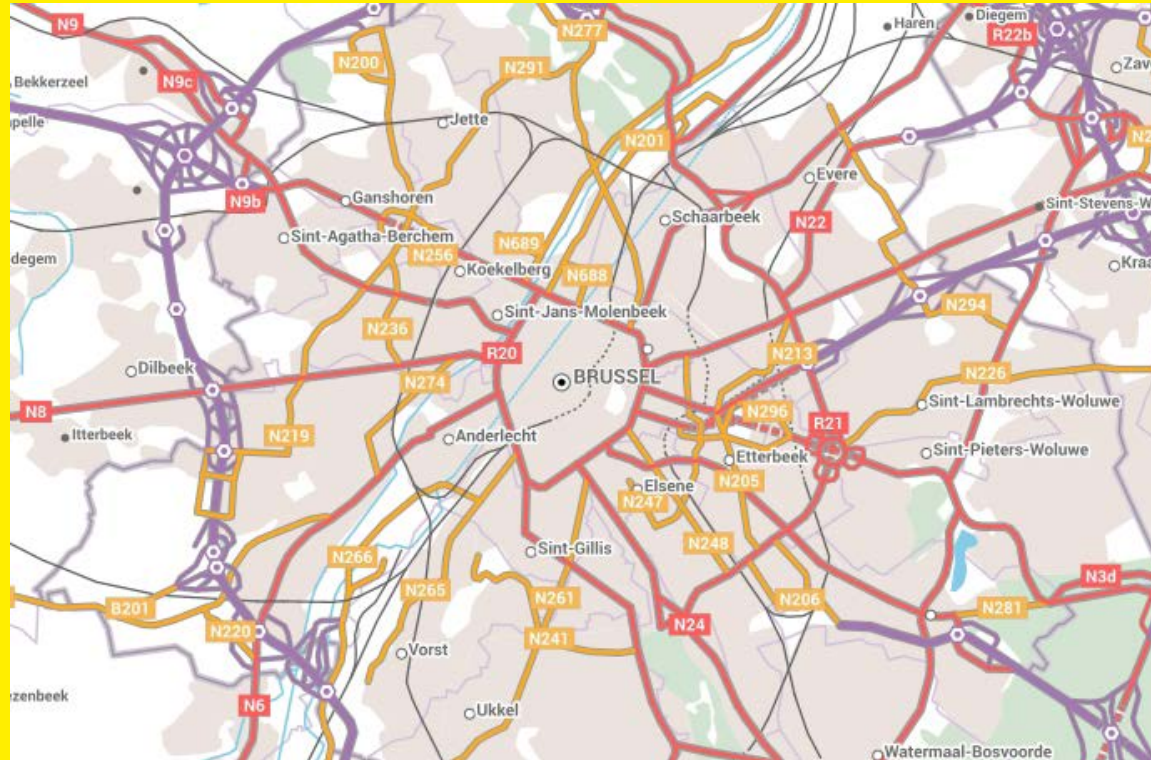 N9
N277
Haren
Diegem
R22b
N200
N291
N9c
Bekkerzeel
Jette
N201
N9b
Ganshoren
Evere
Schaarbeek
N22
Sint-Agatha-Berchem
N256
N689
Koekelberg
N688
Sint-Jans-Molenbeek
N294
N236
R20
N213
Dilbeek
N274
BRUSSEL
N226
N8
N296
Sint-Lambrechts-Woluwe
Itterbeek
N219
Anderlecht
R21
Etterbeek
Sint-Pieters-Woluwe
Elsene
N205
N247
N266
Sint-Gillis
N248
N3d
N265
N261
N206
N281
B201
N220
N241
N24
Vorst
N6
Ukkel
Watermaal-Bosvoorde